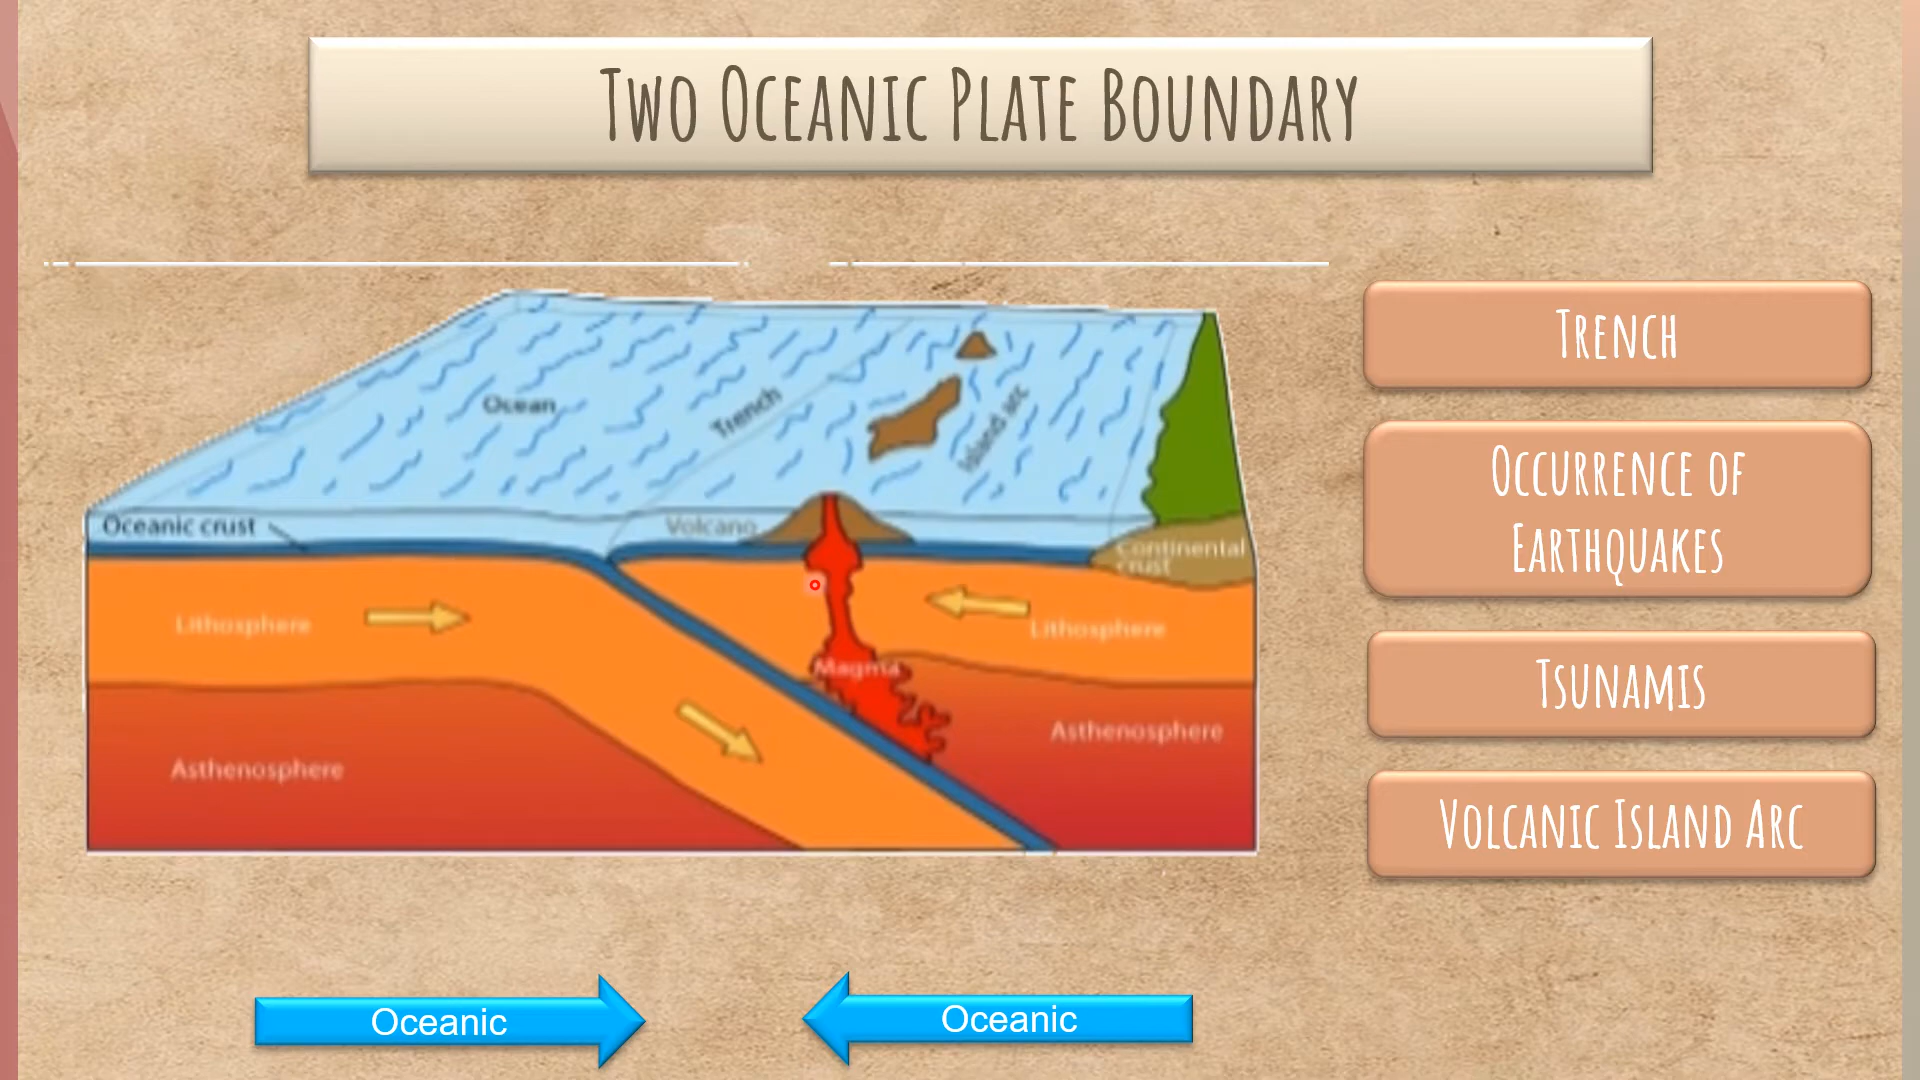 Two Oceanic Plate Boundary
Ocean
Trench
Island arc
Oceanic crust
Volcano
Continental
crust
Lithosphere
Lithosphere
Magma
Asthenosphere
Asthenosphere
Trench
Occurrence of
Earthquakes
Tsunamis
Volcanic Island Arc
Oceanic
Oceanic